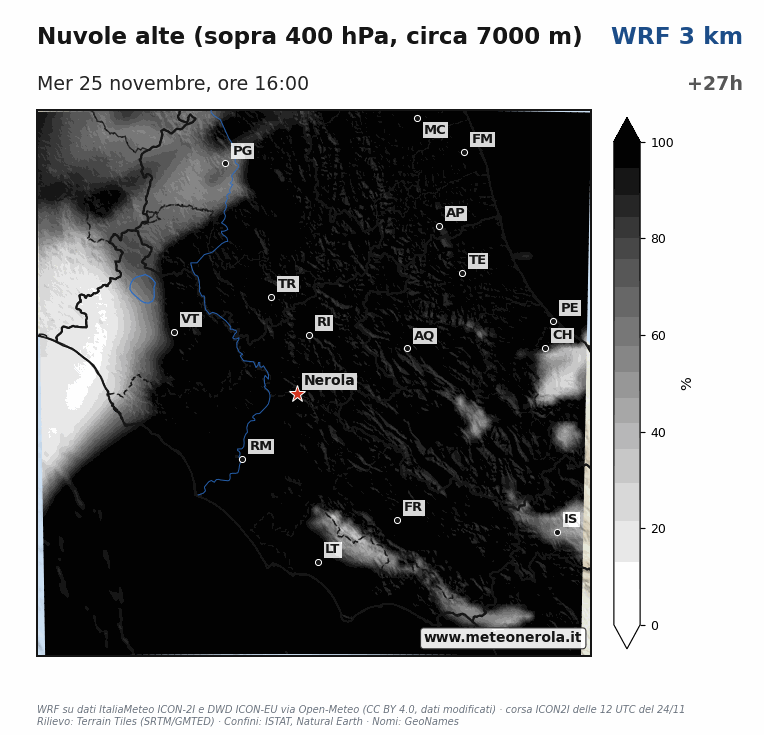 Nuvole alte (sopra 400 hPa, circa 7000 m) WRF 3 km
Mer 25 novembre, ore 16:00 +27h
MC
FM
PG
AP
TE
TR
PE
VT
RI
AQ
CH
Nerola
RM
FR
IS
LT
www.meteonerola.it
100
80
60
40
20
0
%
WRF su dati ItaliaMeteo ICON-2I e DWD ICON-EU via Open-Meteo (CC BY 4.0, dati modificati) · corsa ICON2I delle 12 UTC del 24/11
Rilievo: Terrain Tiles (SRTM/GMTED) · Confini: ISTAT, Natural Earth · Nomi: GeoNames